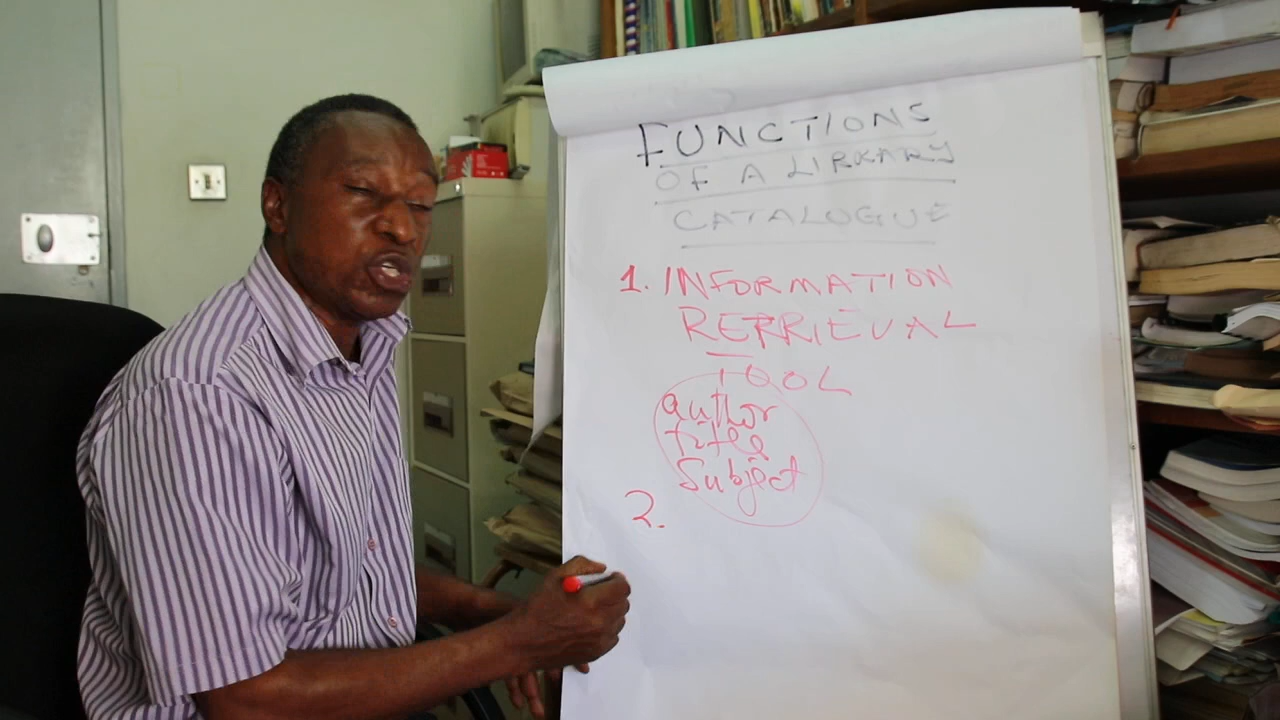 FUNCTIONS
OF A LIBRARY
CATALOGUE
1. INFORMATION
RETRIEVAL
TOOL
author
title
Subject
2.